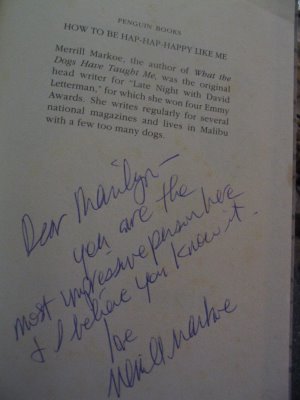 PENGUIN BOOKS
HOW TO BE HAP-HAP-HAPPY LIKE ME
Merrill Markoe, the author of What the
Dogs Have Taught Me, was the original
head writer for "Late Night with David
Letterman," for which she won four Emmy
Awards. She writes regularly for several
national magazines and lives in Malibu
with a few too many dogs.
Dear Marilyn—
you are the
most impressive person here
& I believe you know it.
love
Merrill Markoe